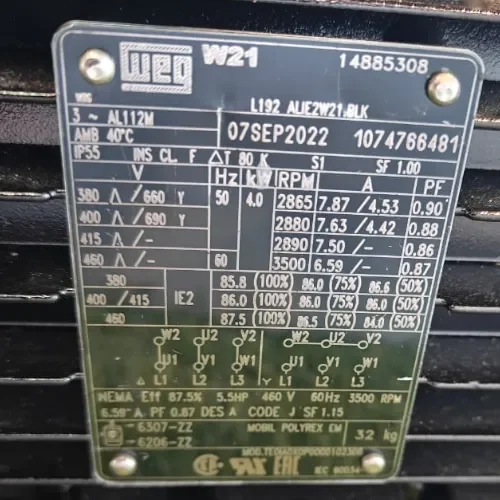 WEG W21 14885308
L192 ALIE2W21.BLK
3 ~ AL112M 07SEP2022 1074766481
AMB 40°C
IP55 INS CL. F ΔT 80 K S1 SF 1.00
V Hz kW RPM A PF
380 Δ/660 Y 50 4.0 2865 7.87/4.53 0.90
400 Δ/690 Y 2880 7.63/4.42 0.88
415 Δ/- 2890 7.50 /- 0.86
460 Δ/- 60 3500 6.59 /- 0.87
380 85.8 (100%) 86.0 (75%) 86.6 (50%)
400 /415 IE2 86.0 (100%) 86.0 (75%) (50%)
460 87.5 (100%) 86.5 (75%) 84.0 (50%)
W2 U2 V2 W2 U2 V2
U1 V1 W1 U1 V1 W1
Δ L1 L2 L3 Y L1 L2 L3
NEMA Eff 87.5% 5.5HP 460 V 60Hz 3500 RPM
6.59 A PF 0.87 DES A CODE J SF 1.15
6307-ZZ MOBIL POLYREX EM 32 kg
6206-ZZ
EAC IEC 60034